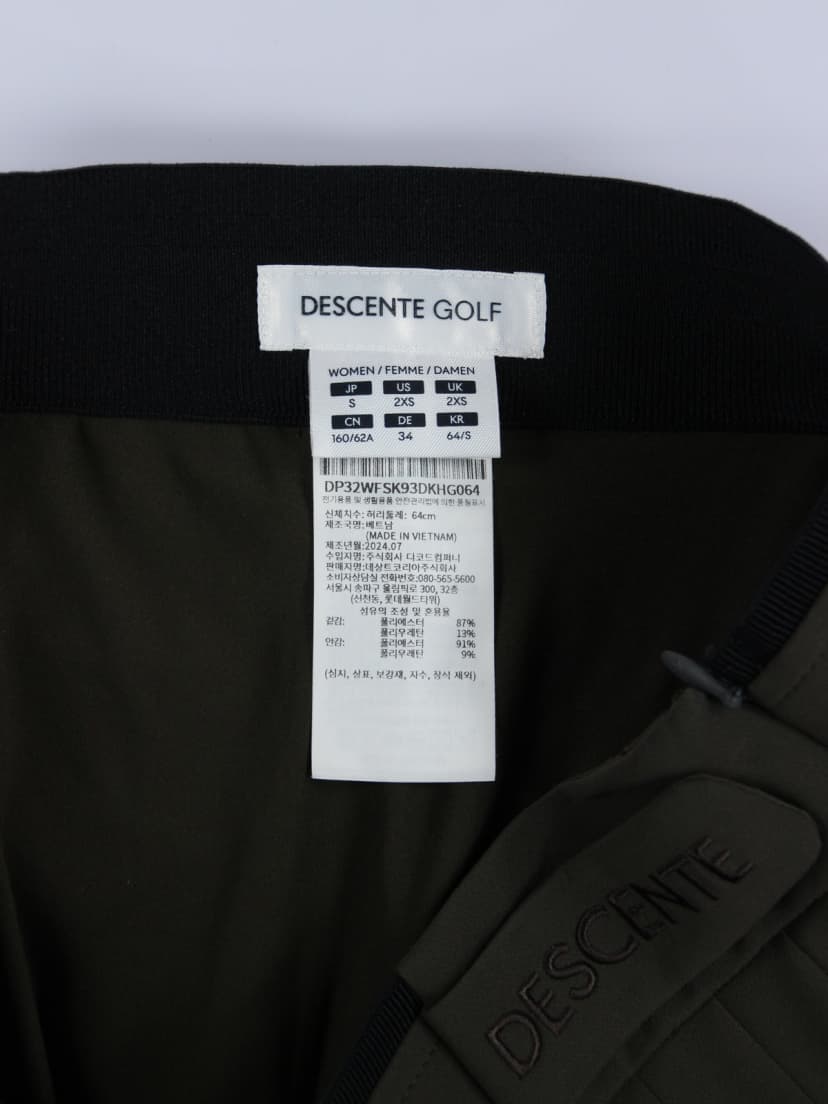 DESCENTE GOLF
WOMEN / FEMME / DAMEN
JP US UK
S 2XS 2XS
CN DE KR
160/62A 34 64/S
DP32WFSK93DKHG064
전기용품 및 생활용품 안전관리법에 의한 품질표시
신체치수: 허리둘레: 64cm
제조국명:베트남
(MADE IN VIETNAM)
제조년월:2024.07
수입자명:주식회사 다코드컴퍼니
판매자명:데상트코리아주식회사
소비자상담실 전화번호:080-565-5600
서울시 송파구 올림픽로 300, 32층
(신천동, 롯데월드타워)
섬유의 조성 및 혼용율
겉감: 폴리에스터 87%
폴리우레탄 13%
안감: 폴리에스터 91%
폴리우레탄 9%
(심지, 상표, 보강재, 자수, 장식 제외)
DESCENTE